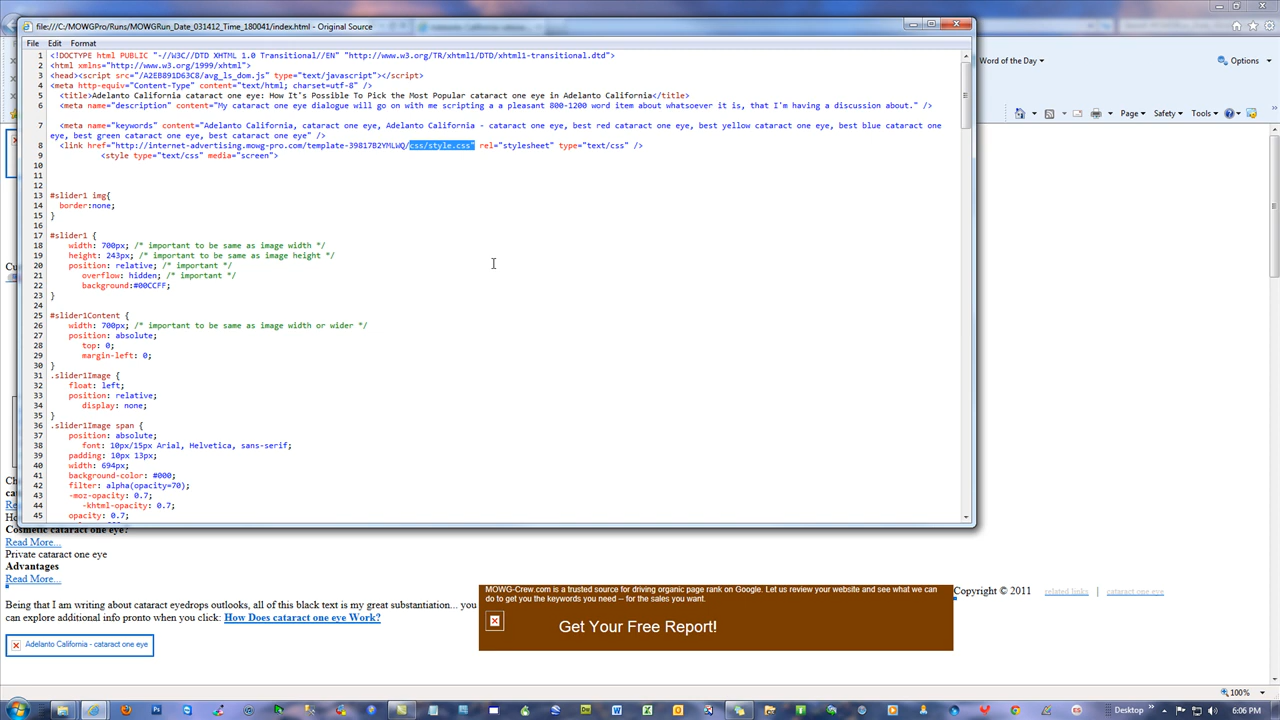 file:///C:/MOWGPro/Runs/MOWGRun_Date_031412_Time_180041/index.html - Original Source
File Edit Format
Word of the Day
Options
Page Safety Tools
1 <!DOCTYPE html PUBLIC "-//W3C//DTD XHTML 1.0 Transitional//EN" "http://www.w3.org/TR/xhtml1/DTD/xhtml1-transitional.dtd">
2 <html xmlns="http://www.w3.org/1999/xhtml">
3 <head><script src="/A2EB891D63C8/avg_ls_dom.js" type="text/javascript"></script>
4 <meta http-equiv="Content-Type" content="text/html; charset=utf-8" />
5 <title>Adelanto California cataract one eye: How It's Possible To Pick the Most Popular cataract one eye in Adelanto California</title>
6 <meta name="description" content="My cataract one eye dialogue will go on with me scripting a a pleasant 800-1200 word item about whatsoever it is, that I'm having a discussion about." />
7 <meta name="keywords" content="Adelanto California, cataract one eye, Adelanto California - cataract one eye, best red cataract one eye, best yellow cataract one eye, best blue cataract one
eye, best green cataract one eye, best cataract one eye" />
8 <link href="http://internet-advertising.mowg-pro.com/template-39817B2YMLWQ/css/style.css" rel="stylesheet" type="text/css" />
9 <style type="text/css" media="screen">
10
11
12
13 #slider1 img{
14 border:none;
15 }
16
17 #slider1 {
18 width: 700px; /* important to be same as image width */
19 height: 243px; /* important to be same as image height */
20 position: relative; /* important */
21 overflow: hidden; /* important */
22 background:#00CCFF;
23 }
24
25 #slider1Content {
26 width: 700px; /* important to be same as image width or wider */
27 position: absolute;
28 top: 0;
29 margin-left: 0;
30 }
31 .slider1Image {
32 float: left;
33 position: relative;
34 display: none;
35 }
36 .slider1Image span {
37 position: absolute;
38 font: 10px/15px Arial, Helvetica, sans-serif;
39 padding: 10px 13px;
40 width: 694px;
41 background-color: #000;
42 filter: alpha(opacity=70);
43 -moz-opacity: 0.7;
44 -khtml-opacity: 0.7;
45 opacity: 0.7;
Cosmetic cataract one eye?
Read More...
Private cataract one eye
Advantages
Read More...
Being that I am writing about cataract eyedrops outlooks, all of this black text is my great substantiation... you
can explore additional info pronto when you click: How Does cataract one eye Work?
Adelanto California - cataract one eye
MOWG-Crew.com is a trusted source for driving organic page rank on Google. Let us review your website and see what we can
do to get you the keywords you need -- for the sales you want.
Get Your Free Report!
Copyright © 2011 related links | cataract one eye
100%
Desktop 6:06 PM